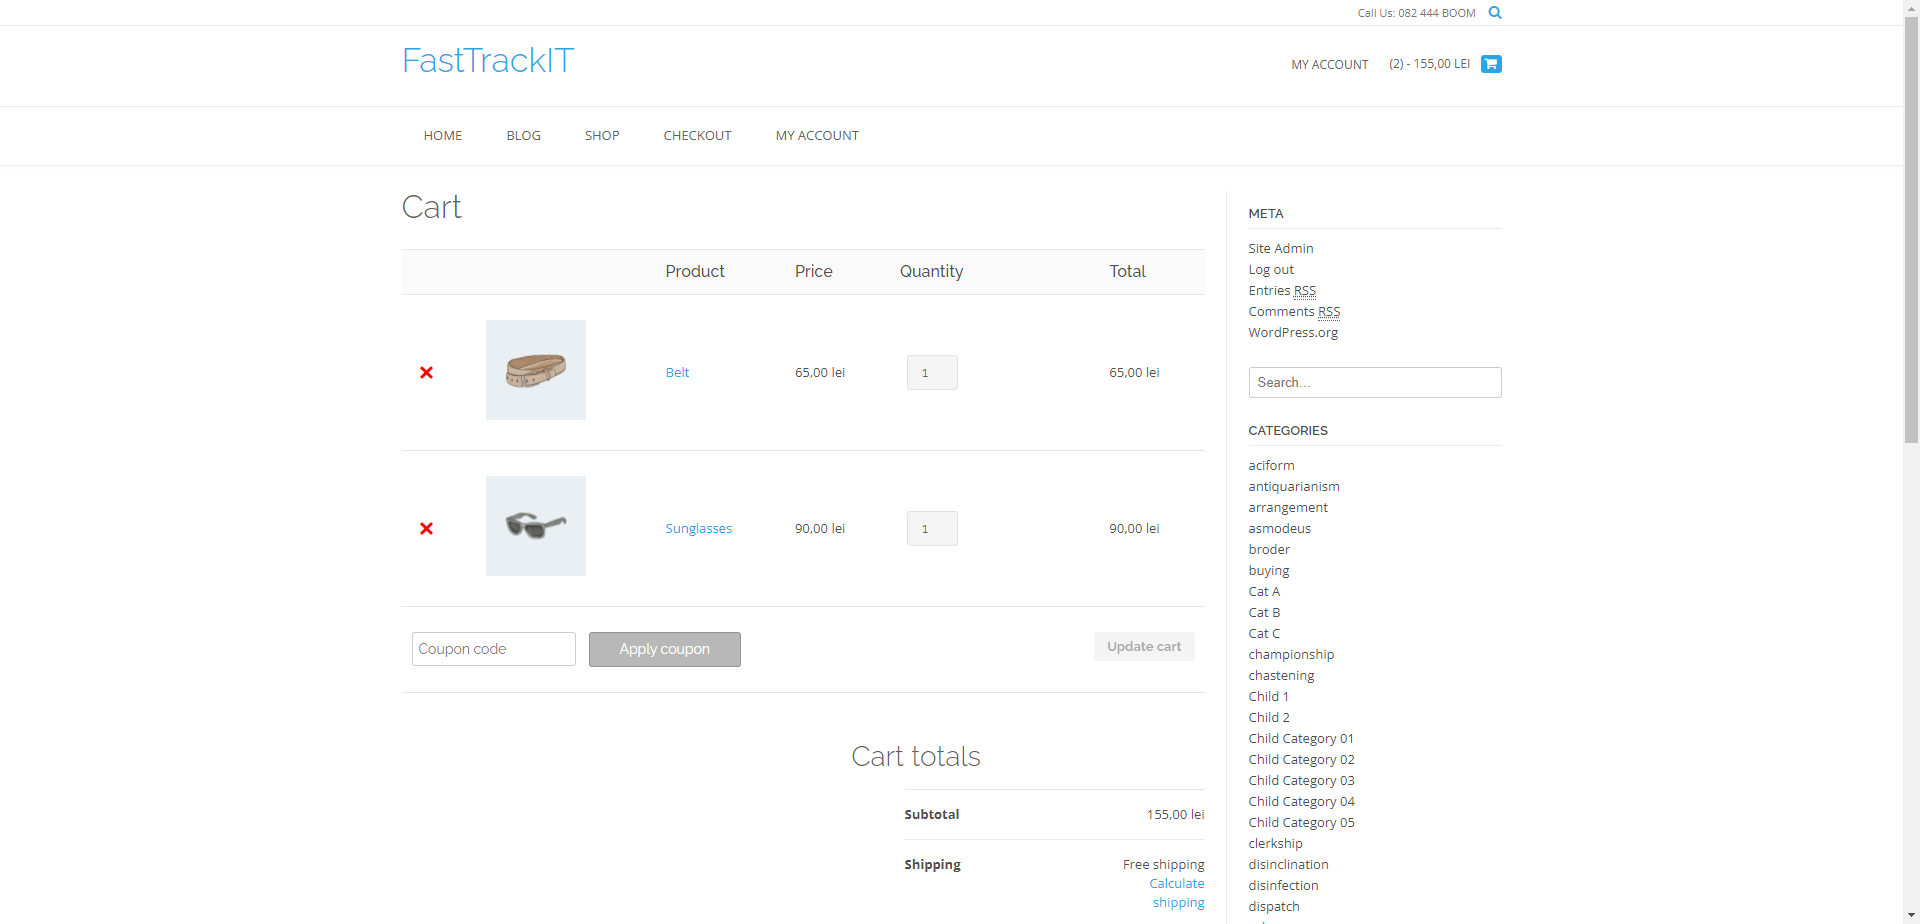 Call Us: 082 444 BOOM
FastTrackIT
MY ACCOUNT (2) - 155,00 LEI
HOME BLOG SHOP CHECKOUT MY ACCOUNT
Cart
Product Price Quantity Total
Belt 65,00 lei 1 65,00 lei
Sunglasses 90,00 lei 1 90,00 lei
Coupon code Apply coupon Update cart
Cart totals
Subtotal 155,00 lei
Shipping Free shipping
Calculate
shipping
META
Site Admin
Log out
Entries RSS
Comments RSS
WordPress.org
Search...
CATEGORIES
aciform
antiquarianism
arrangement
asmodeus
broder
buying
Cat A
Cat B
Cat C
championship
chastening
Child 1
Child 2
Child Category 01
Child Category 02
Child Category 03
Child Category 04
Child Category 05
clerkship
disinclination
disinfection
dispatch